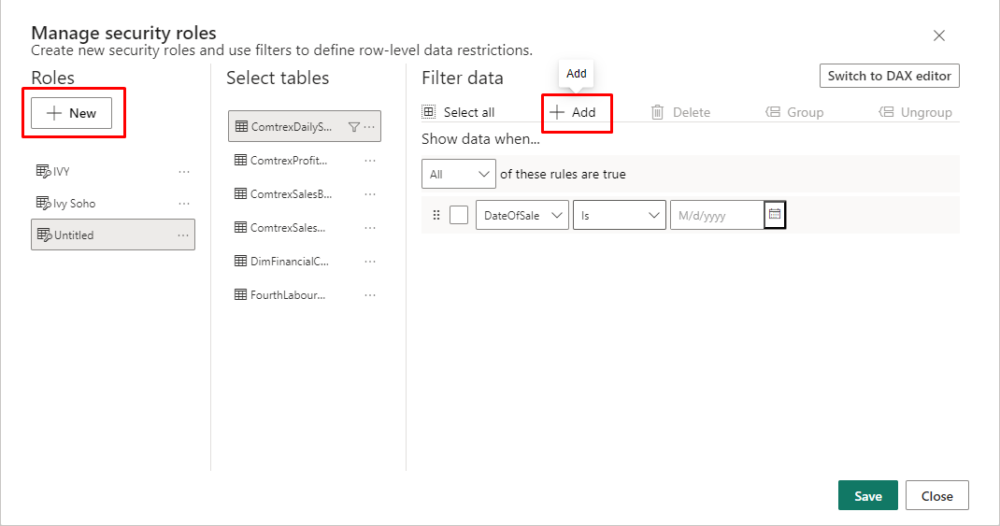 Manage security roles
Create new security roles and use filters to define row-level data restrictions.
Roles
New
IVY
Ivy Soho
Untitled
Select tables
ComtrexDailyS...
ComtrexProfit...
ComtrexSalesB...
ComtrexSales...
DimFinancialC...
FourthLabour...
Filter data
Add
Switch to DAX editor
Select all
Add
Delete
Group
Ungroup
Show data when...
All of these rules are true
DateOfSale Is M/d/yyyy
Save Close